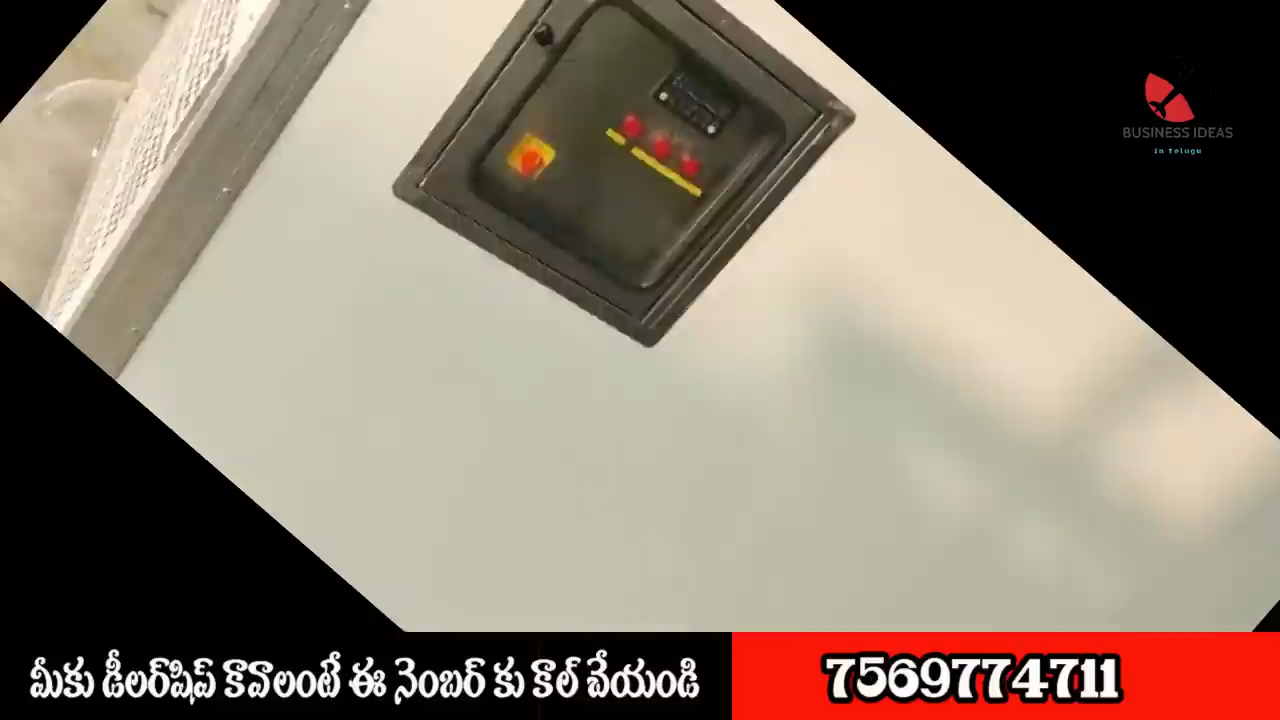 BUSINESS IDEAS
In Telugu
మీకు డీలర్‌షిప్ కావాలంటే ఈ నెంబర్ కు కాల్ చేయండి
7569774711